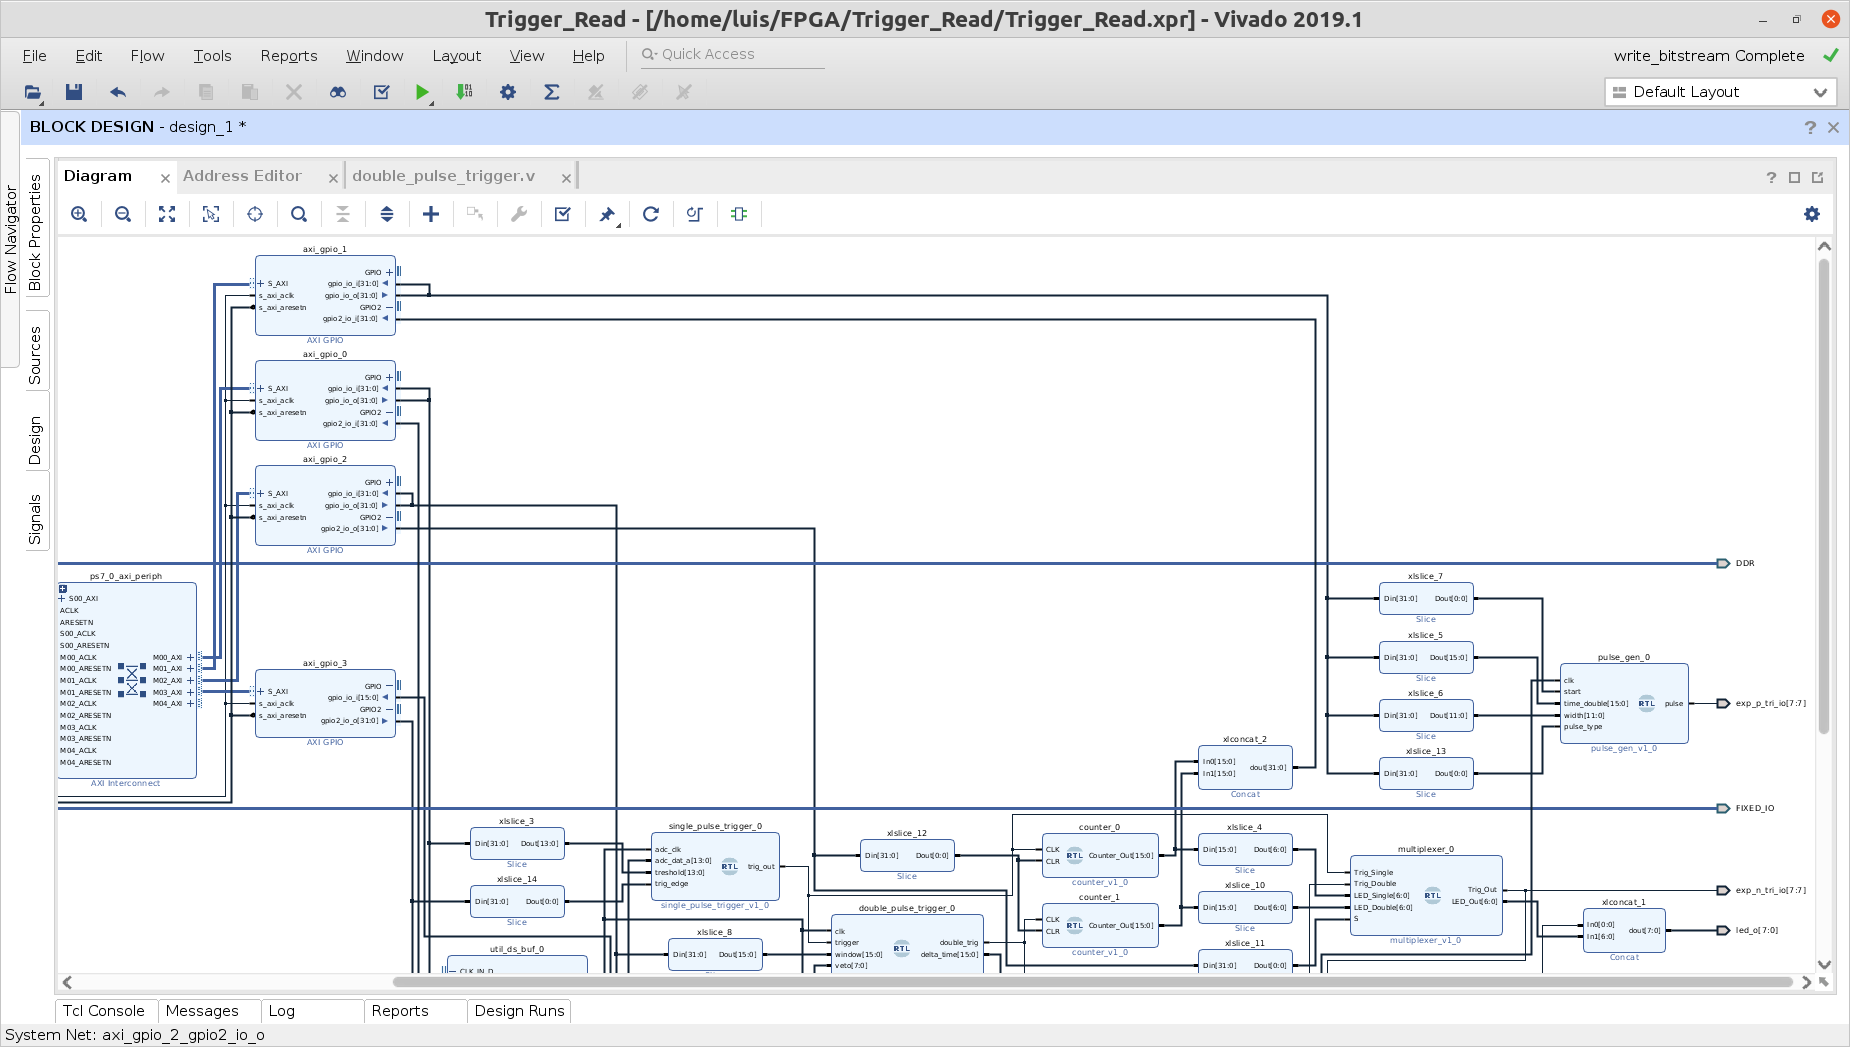 Trigger_Read - [/home/luis/FPGA/Trigger_Read/Trigger_Read.xpr] - Vivado 2019.1
File Edit Flow Tools Reports Window Layout View Help Quick Access write_bitstream Complete
Default Layout
BLOCK DESIGN - design_1 *
Flow Navigator
Block Properties
Sources
Design
Signals
Diagram Address Editor double_pulse_trigger.v
axi_gpio_1
GPIO
S_AXI gpio_io_i[31:0]
s_axi_aclk gpio_io_o[31:0]
s_axi_aresetn GPIO2
gpio2_io_i[31:0]
AXI GPIO
axi_gpio_0
GPIO
S_AXI gpio_io_i[31:0]
s_axi_aclk gpio_io_o[31:0]
s_axi_aresetn GPIO2
gpio2_io_i[31:0]
AXI GPIO
axi_gpio_2
GPIO
S_AXI gpio_io_i[31:0]
s_axi_aclk gpio_io_o[31:0]
s_axi_aresetn GPIO2
gpio2_io_o[31:0]
AXI GPIO
DDR
ps7_0_axi_periph
S00_AXI
ACLK
ARESETN
S00_ACLK
S00_ARESETN
M00_ACLK M00_AXI
M00_ARESETN M01_AXI
M01_ACLK M02_AXI
M01_ARESETN M03_AXI
M02_ACLK M04_AXI
M02_ARESETN
M03_ACLK
M03_ARESETN
M04_ACLK
M04_ARESETN
AXI Interconnect
axi_gpio_3
GPIO
S_AXI gpio_io_i[15:0]
s_axi_aclk GPIO2
s_axi_aresetn gpio2_io_o[31:0]
AXI GPIO
xlslice_7
Din[31:0] Dout[0:0]
Slice
xlslice_5
Din[31:0] Dout[15:0]
Slice
xlslice_6
Din[31:0] Dout[11:0]
Slice
xlslice_13
Din[31:0] Dout[0:0]
Slice
pulse_gen_0
clk
start
time_double[15:0] RTL pulse
width[11:0]
pulse_type
pulse_gen_v1_0
exp_p_tri_io[7:7]
xlconcat_2
In0[15:0]
In1[15:0] dout[31:0]
Concat
FIXED_IO
xlslice_3
Din[31:0] Dout[13:0]
Slice
xlslice_14
Din[31:0] Dout[0:0]
Slice
util_ds_buf_0
CLK_IN_D
single_pulse_trigger_0
adc_clk
adc_dat_a[13:0]
treshold[13:0] RTL trig_out
trig_edge
single_pulse_trigger_v1_0
xlslice_8
Din[31:0] Dout[15:0]
xlslice_12
Din[31:0] Dout[0:0]
Slice
double_pulse_trigger_0
clk
trigger double_trig
window[15:0] RTL delta_time[15:0]
veto[7:0]
counter_0
CLK
CLR RTL Counter_Out[15:0]
counter_v1_0
counter_1
CLK
CLR RTL Counter_Out[15:0]
counter_v1_0
xlslice_4
Din[15:0] Dout[6:0]
Slice
xlslice_10
Din[15:0] Dout[6:0]
Slice
xlslice_11
Din[31:0] Dout[0:0]
multiplexer_0
Trig_Single
Trig_Double Trig_Out
LED_Single[6:0] RTL LED_Out[6:0]
LED_Double[6:0]
S
multiplexer_v1_0
exp_n_tri_io[7:7]
xlconcat_1
In0[0:0]
In1[6:0] dout[7:0]
Concat
led_o[7:0]
Tcl Console Messages Log Reports Design Runs
System Net: axi_gpio_2_gpio2_io_o